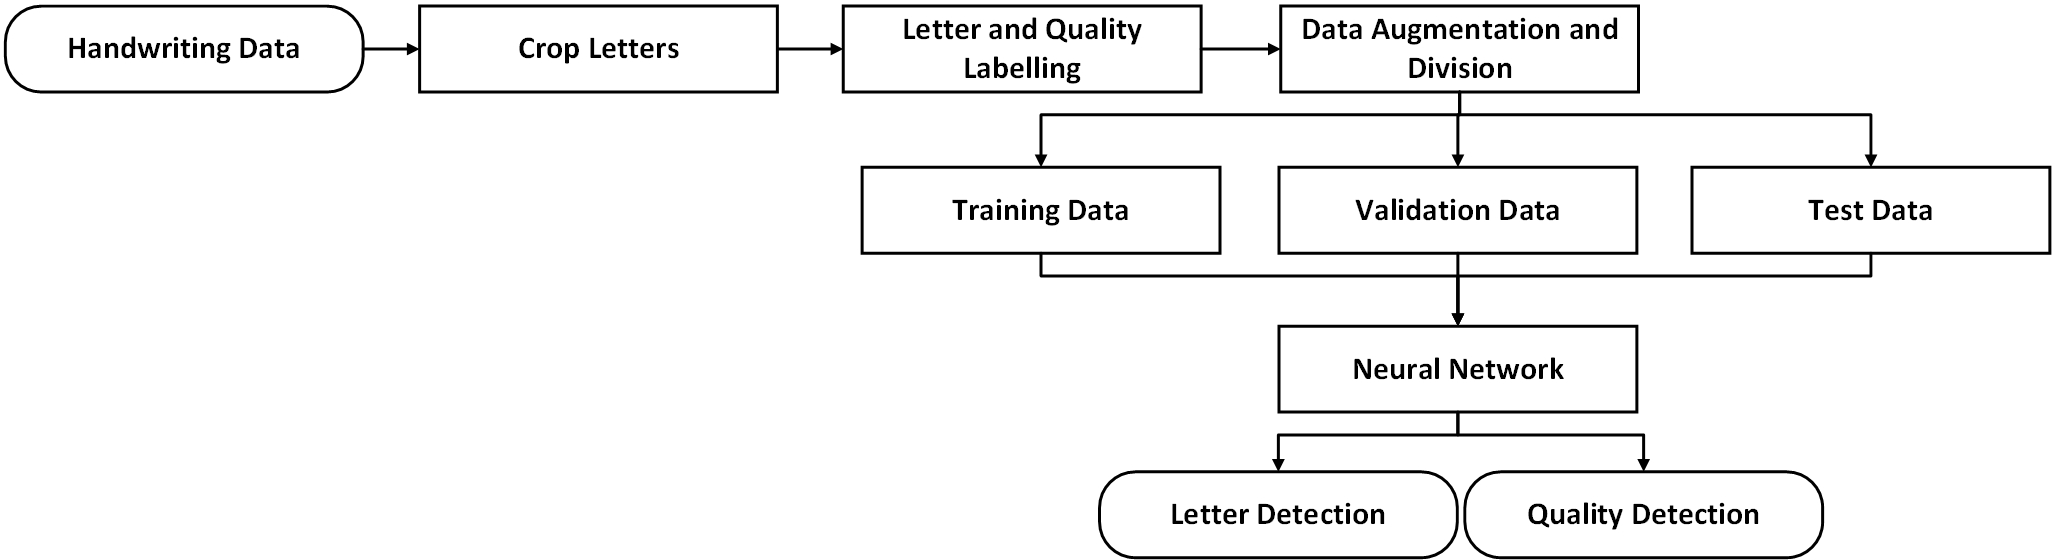 Handwriting Data
Crop Letters
Letter and Quality
Labelling
Data Augmentation and
Division
Training Data
Validation Data
Test Data
Neural Network
Letter Detection
Quality Detection